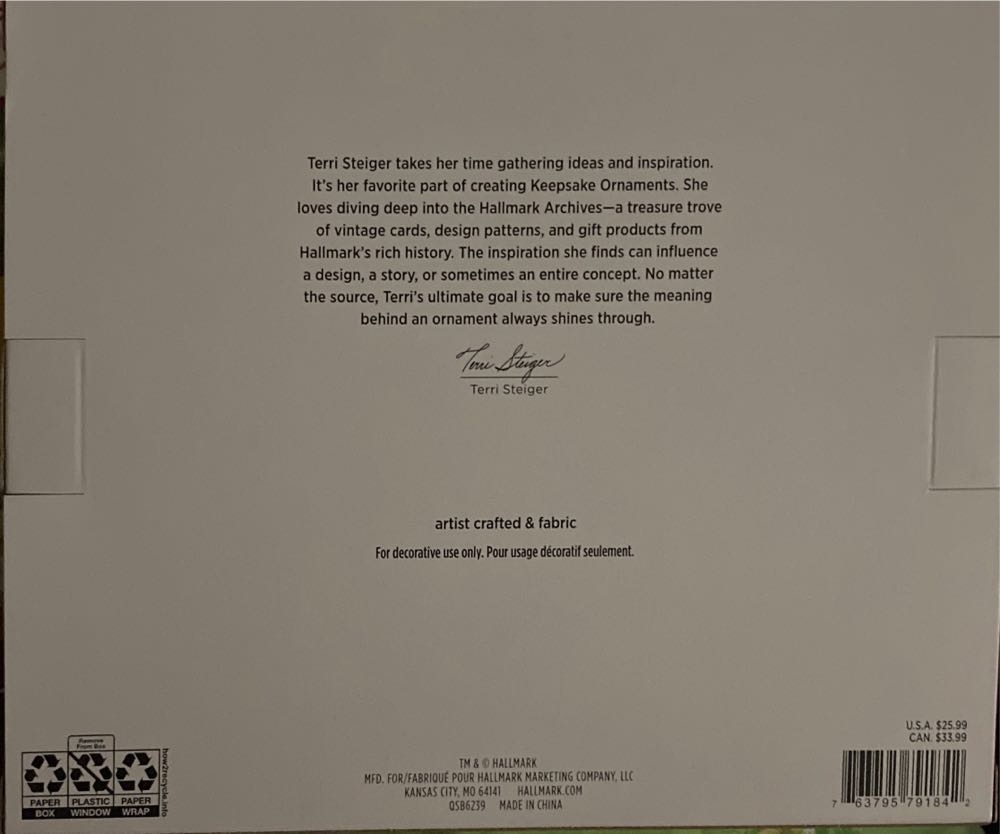 Terri Steiger takes her time gathering ideas and inspiration.
It's her favorite part of creating Keepsake Ornaments. She
loves diving deep into the Hallmark Archives—a treasure trove
of vintage cards, design patterns, and gift products from
Hallmark's rich history. The inspiration she finds can influence
a design, a story, or sometimes an entire concept. No matter
the source, Terri's ultimate goal is to make sure the meaning
behind an ornament always shines through.
Terri Steiger
Terri Steiger
artist crafted & fabric
For decorative use only. Pour usage décoratif seulement.
Remove
From Box
PAPER
BOX
PLASTIC
WINDOW
PAPER
WRAP
how2recycle.info
TM & © HALLMARK
MFD. FOR/FABRIQUÉ POUR HALLMARK MARKETING COMPANY, LLC
KANSAS CITY, MO 64141 HALLMARK.COM
QSB6239 MADE IN CHINA
U.S.A. $25.99
CAN. $33.99
7 63795 79184 2